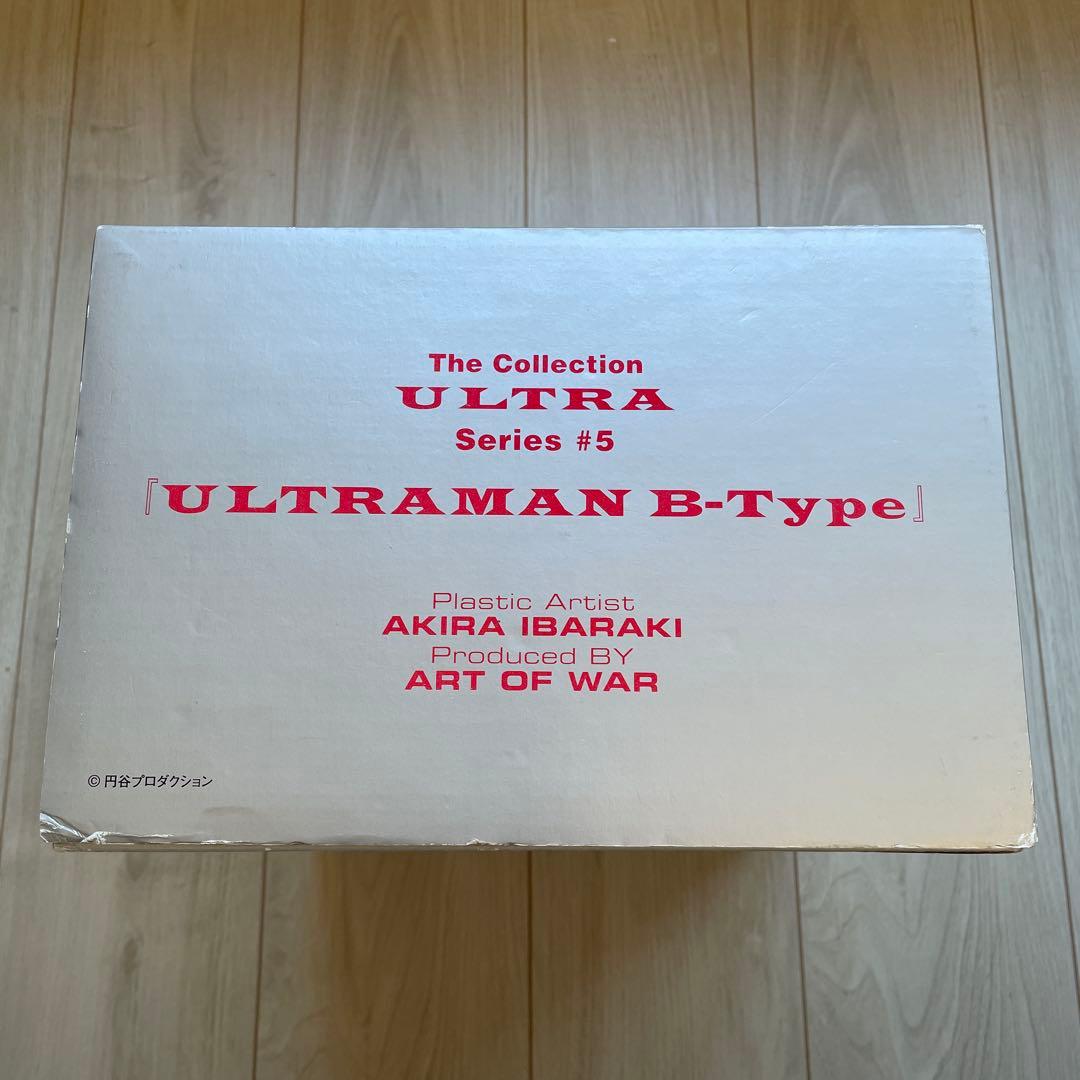 The Collection
ULTRA
Series #5
『ULTRAMAN B-Type』
Plastic Artist
AKIRA IBARAKI
Produced BY
ART OF WAR
© 円谷プロダクション